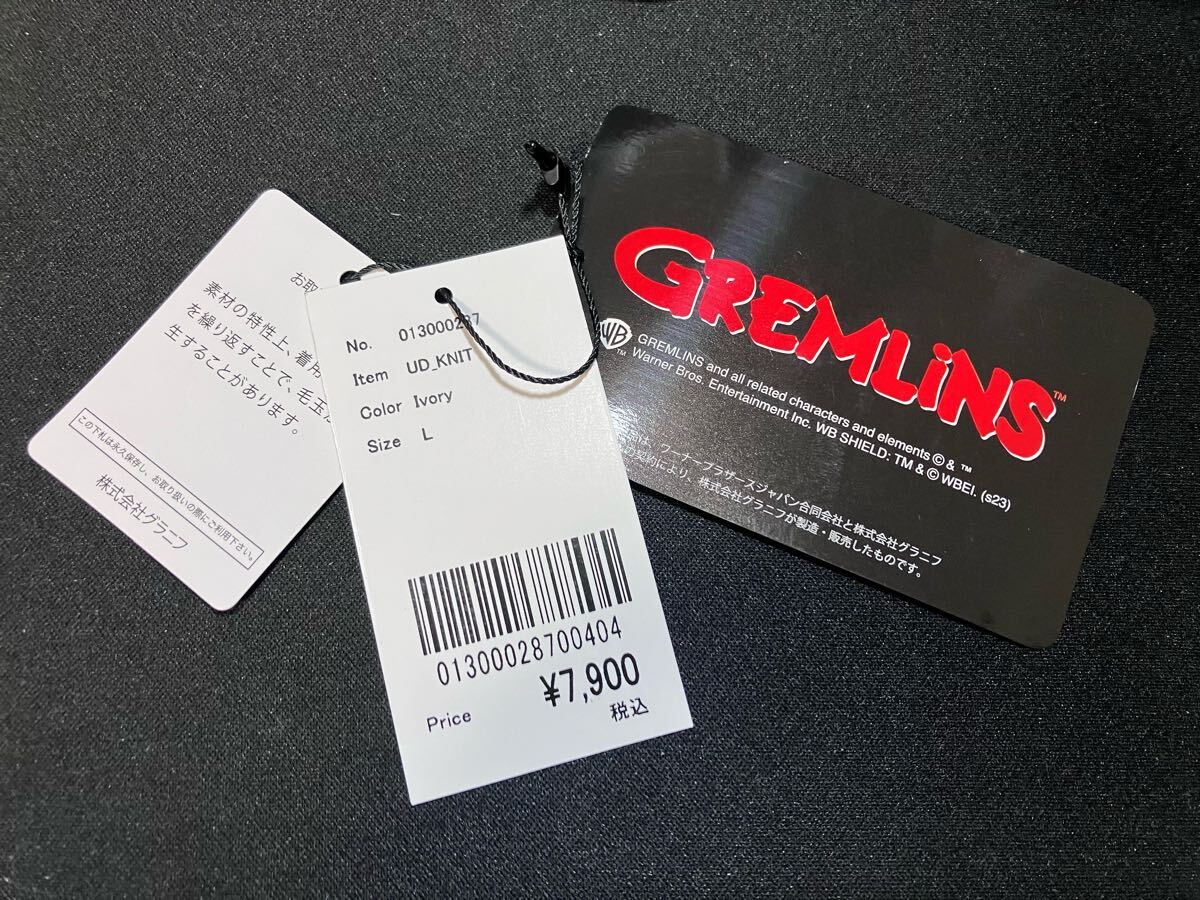 お取
素材の特性上、着用
を繰り返すことで、毛玉が
生することがあります。
この下札は永久保存し、お取り扱いの際にご利用下さい。
株式会社グラニフ
No. 013000287
Item UD_KNIT
Color Ivory
Size L
01300028700404
¥7,900
Price 税込
GREMLiNS™
WB™
GREMLINS and all related characters and elements © & ™
Warner Bros. Entertainment Inc. WB SHIELD: TM & © WBEI. (s23)
は、ワーナーブラザースジャパン合同会社と株式会社グラニフ
の契約により、株式会社グラニフが製造・販売したものです。